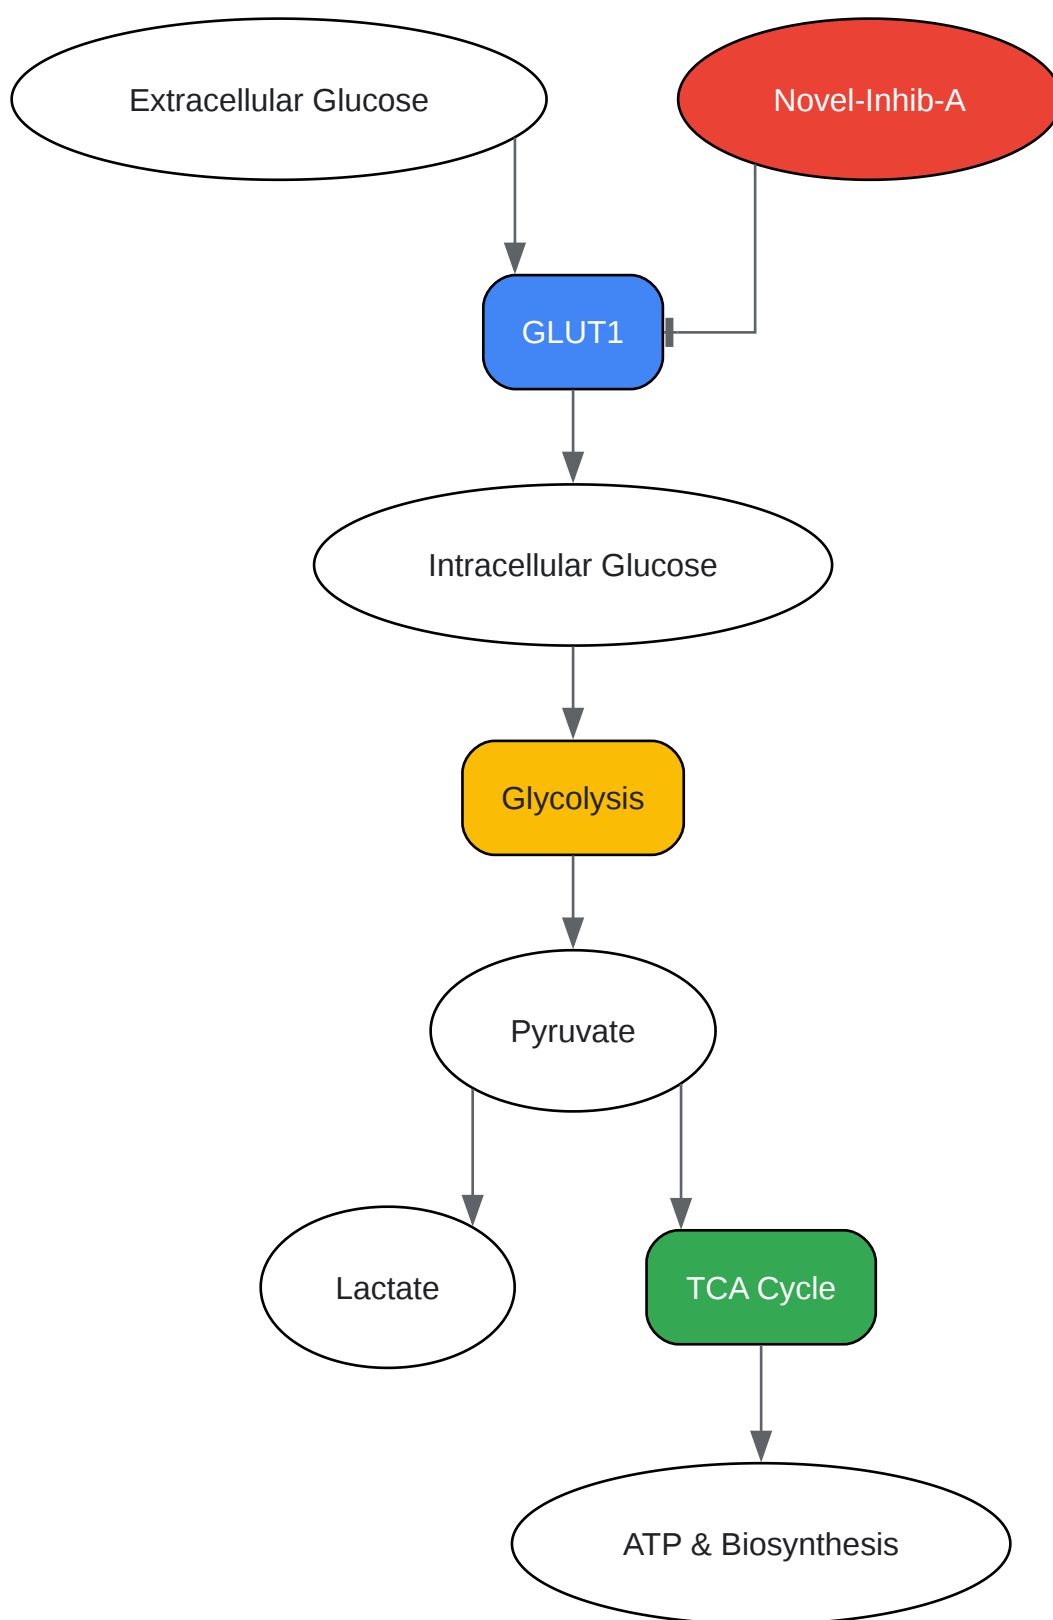 Extracellular Glucose
Novel-Inhib-A
GLUT1
Intracellular Glucose
Glycolysis
Pyruvate
Lactate
TCA Cycle
ATP & Biosynthesis